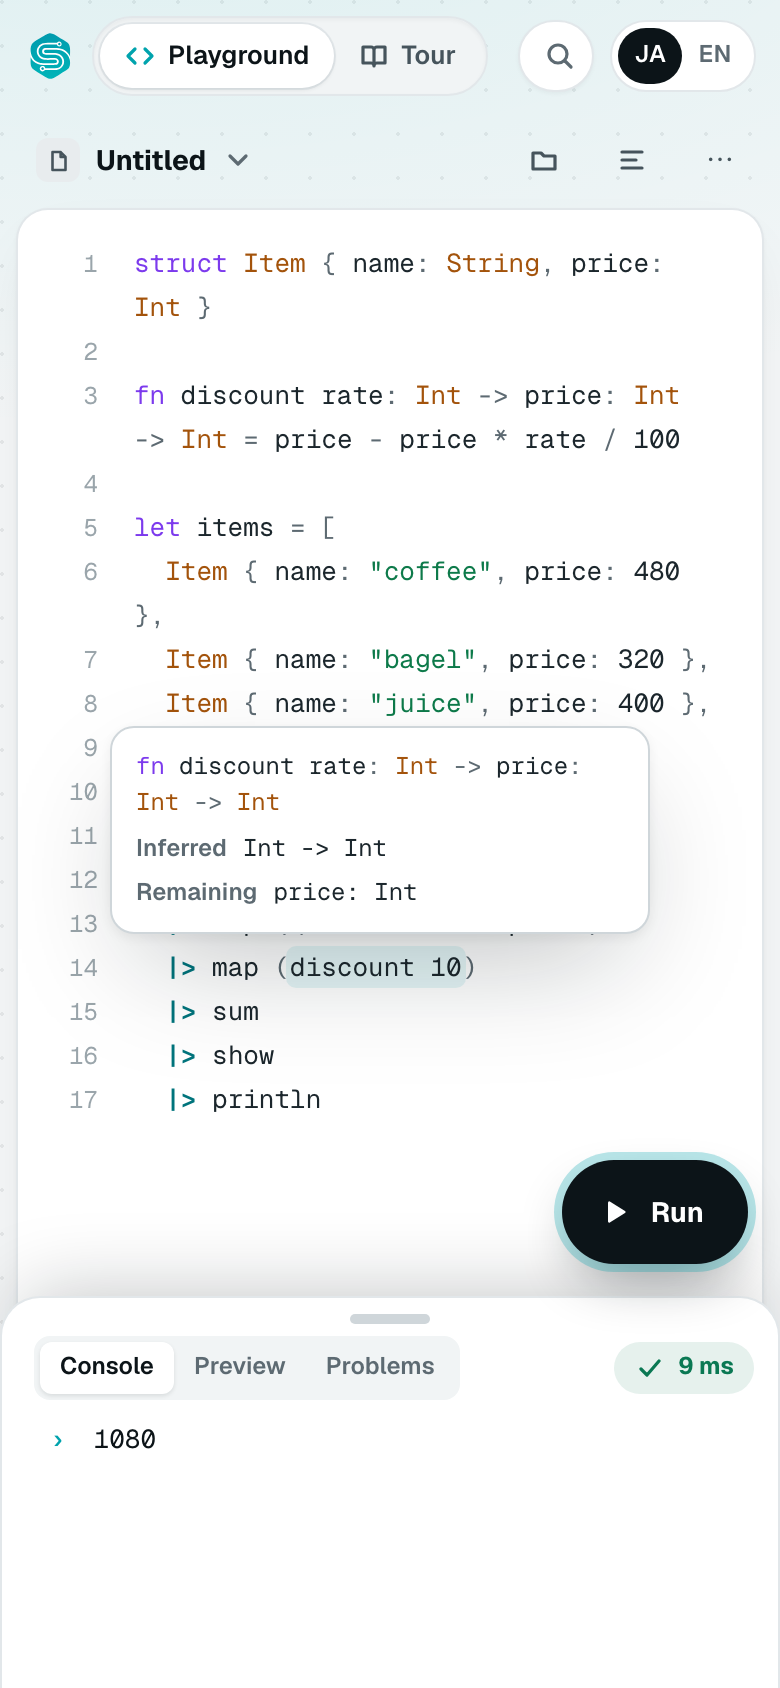 Playground Tour JA EN
Untitled
1 struct Item { name: String, price:
Int }
2
3 fn discount rate: Int -> price: Int
-> Int = price - price * rate / 100
4
5 let items = [
6 Item { name: "coffee", price: 480
},
7 Item { name: "bagel", price: 320 },
8 Item { name: "juice", price: 400 },
9
10
11
12
13
fn discount rate: Int -> price:
Int -> Int
Inferred Int -> Int
Remaining price: Int
14 |> map (discount 10)
15 |> sum
16 |> show
17 |> println
Run
Console Preview Problems 9 ms
› 1080